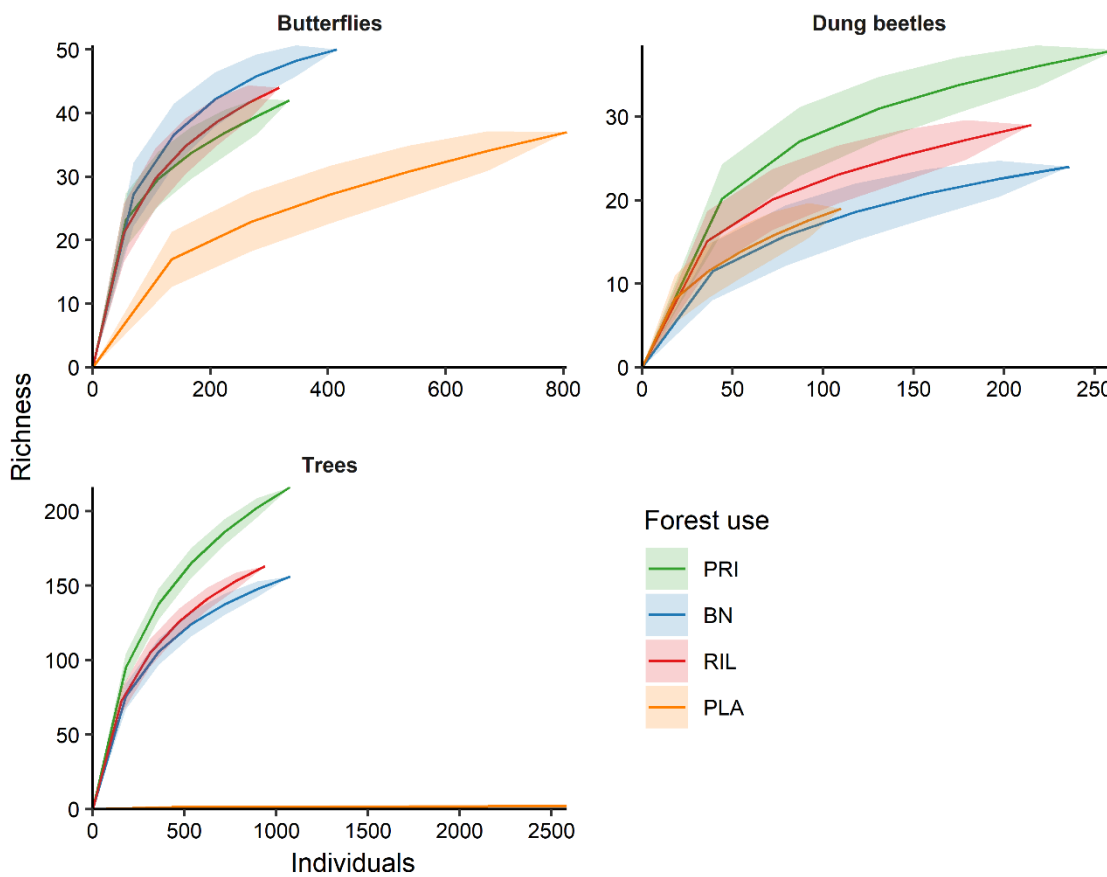 Butterflies
50
40
30
20
10
0
0 200 400 600 800
Dung beetles
30
20
10
0
0 50 100 150 200 250
Richness
Trees
200
150
100
50
0
0 500 1000 1500 2000 2500
Individuals
Forest use
PRI
BN
RIL
PLA